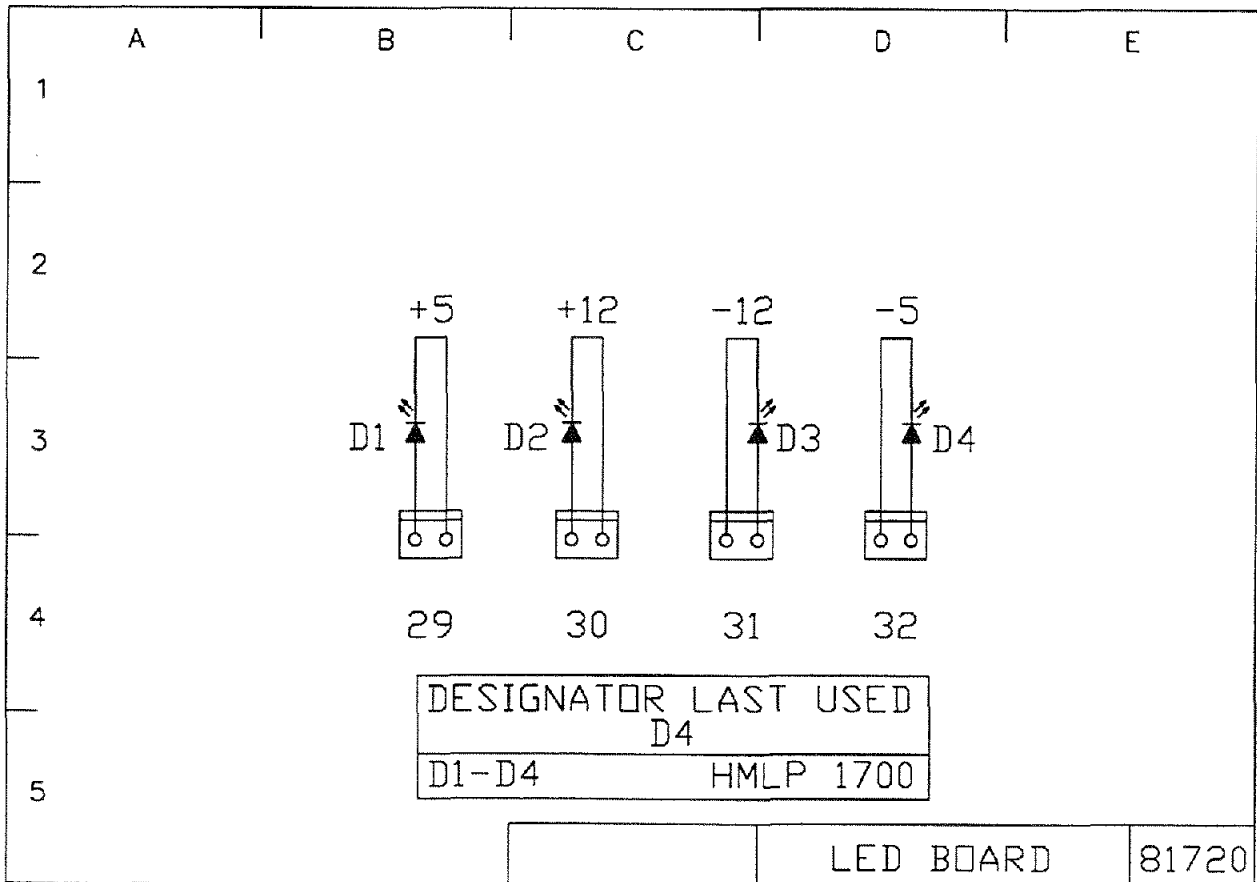 A B C D E
1
2
+5 +12 -12 -5
3
D1 D2 D3 D4
4
29 30 31 32
DESIGNATOR LAST USED
D4
D1-D4 HMLP 1700
5
LED BOARD 81720